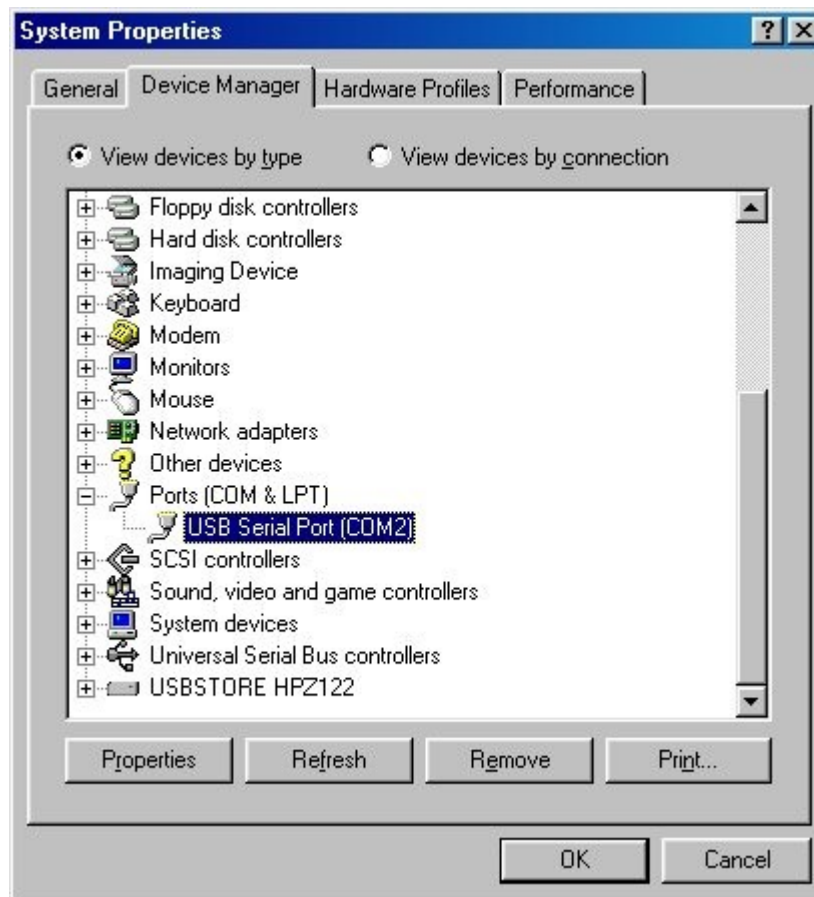 System Properties
General Device Manager Hardware Profiles Performance
View devices by type View devices by connection
Floppy disk controllers
Hard disk controllers
Imaging Device
Keyboard
Modem
Monitors
Mouse
Network adapters
Other devices
Ports (COM & LPT)
USB Serial Port (COM2)
SCSI controllers
Sound, video and game controllers
System devices
Universal Serial Bus controllers
USBSTORE HPZ122
Properties Refresh Remove Print...
OK Cancel